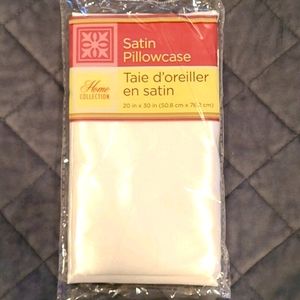 Satin
Pillowcase
Home
COLLECTION
Taie d'oreiller
en satin
20 in x 30 in (50.8 cm x 76.2 cm)